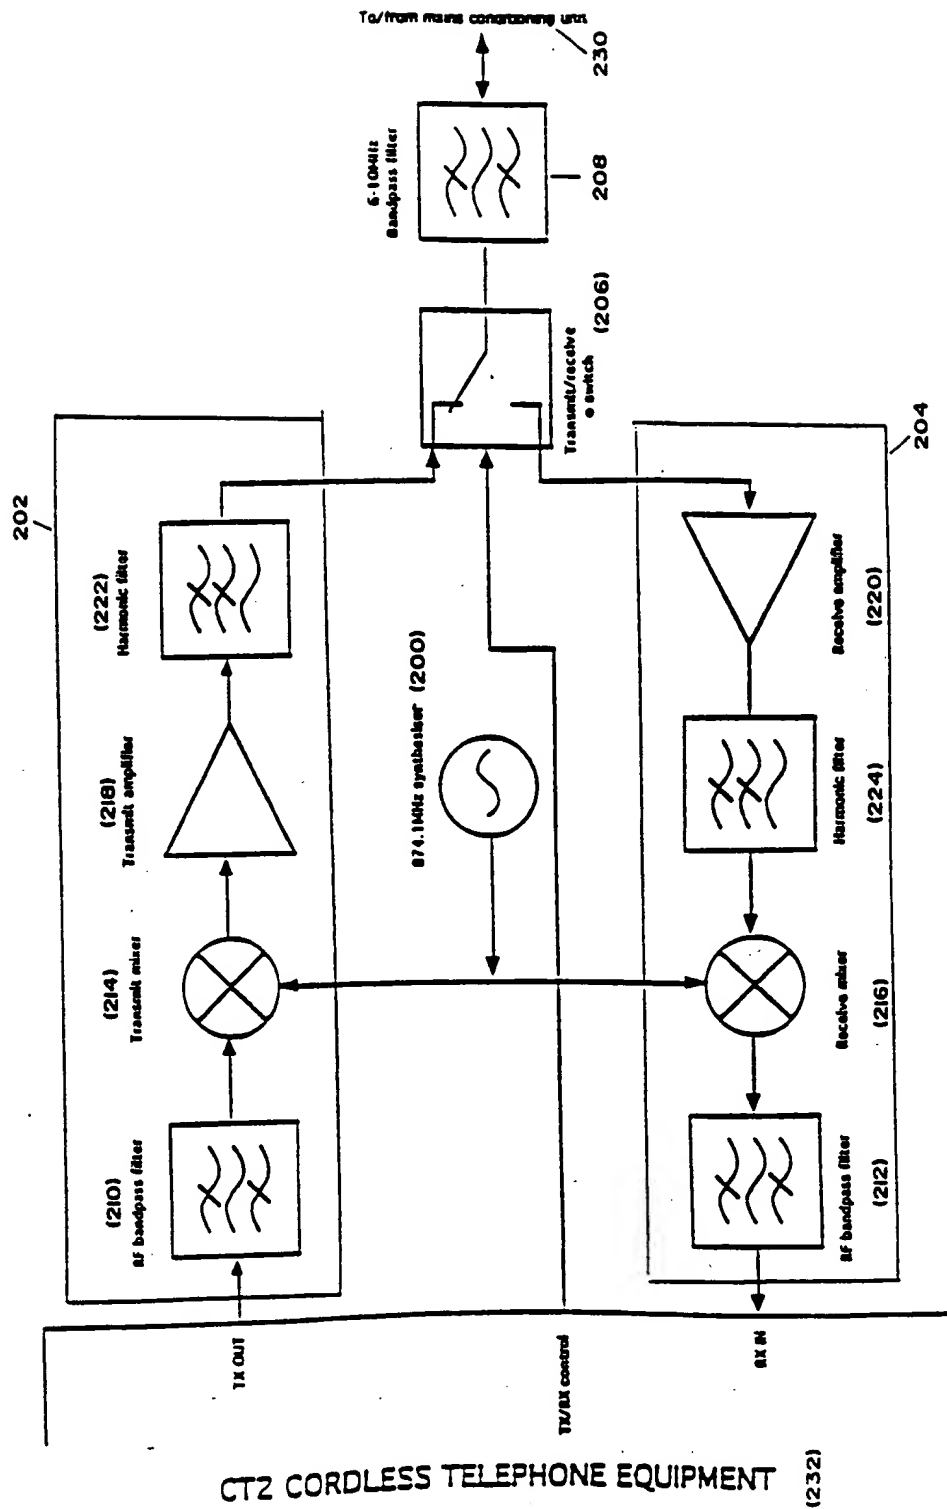 To/from mains conditioning unit
230
6-10MHz
Bandpass filter
208
(206)
Transmit/receive
e switch
202
(222)
Harmonic filter
(218)
Transmit amplifier
(214)
Transmit mixer
(210)
RF bandpass filter
874.1MHz synthesiser (200)
204
Receive amplifier
(220)
Harmonic filter
(224)
Receive mixer
(216)
RF bandpass filter
(212)
TX OUT
TX/RX control
RX IN
CT2 CORDLESS TELEPHONE EQUIPMENT
(232)